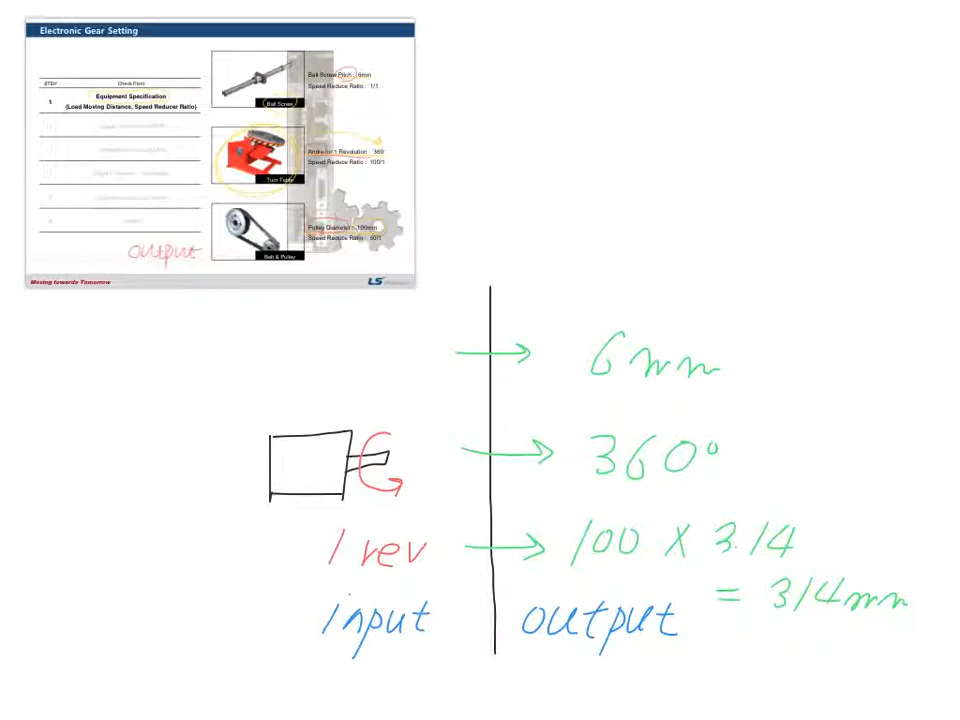 Electronic Gear Setting
STEP
Check-Point
1
Equipment Specification
(Load Moving Distance, Speed Reducer Ratio)
Ball Screw
Ball Screw Pitch : 6mm
Speed Reduce Ratio : 1/1
Turn Table
Angle for 1 Revolution : 360
Speed Reduce Ratio : 100/1
Belt & Pulley
Pulley Diameter : 100mm
Speed Reduce Ratio : 50/1
output
Moving towards Tomorrow
LS
6mm
360°
1 rev
100 X 3.14
= 314mm
input
output